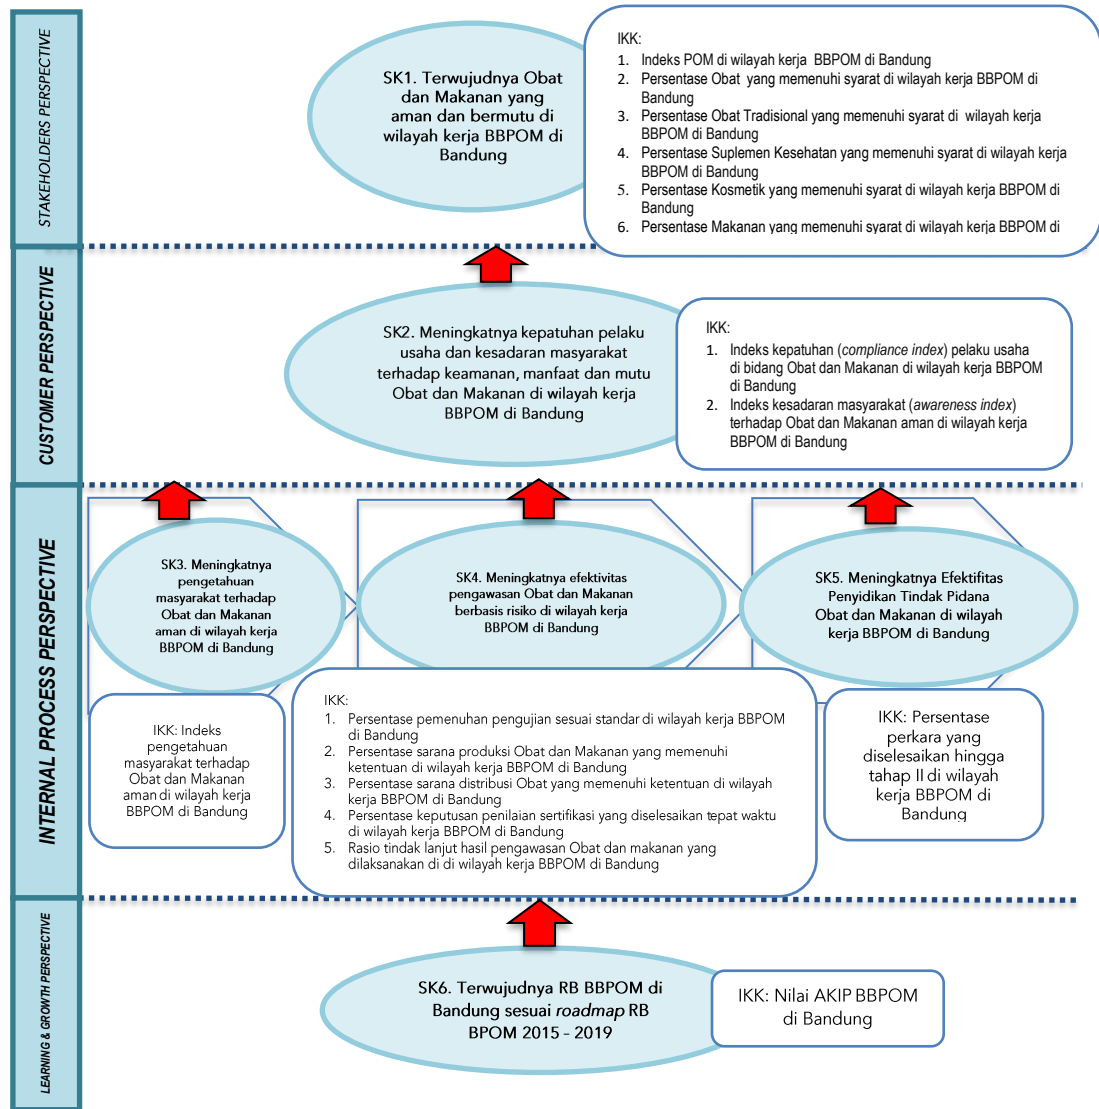 STAKEHOLDERS PERSPECTIVE
SK1. Terwujudnya Obat
dan Makanan yang
aman dan bermutu di
wilayah kerja BBPOM di
Bandung
IKK:
1. Indeks POM di wilayah kerja BBPOM di Bandung
2. Persentase Obat yang memenuhi syarat di wilayah kerja BBPOM di
Bandung
3. Persentase Obat Tradisional yang memenuhi syarat di wilayah kerja
BBPOM di Bandung
4. Persentase Suplemen Kesehatan yang memenuhi syarat di wilayah kerja
BBPOM di Bandung
5. Persentase Kosmetik yang memenuhi syarat di wilayah kerja BBPOM di
Bandung
6. Persentase Makanan yang memenuhi syarat di wilayah kerja BBPOM di
CUSTOMER PERSPECTIVE
SK2. Meningkatnya kepatuhan pelaku
usaha dan kesadaran masyarakat
terhadap keamanan, manfaat dan mutu
Obat dan Makanan di wilayah kerja
BBPOM di Bandung
IKK:
1. Indeks kepatuhan (compliance index) pelaku usaha
di bidang Obat dan Makanan di wilayah kerja BBPOM
di Bandung
2. Indeks kesadaran masyarakat (awareness index)
terhadap Obat dan Makanan aman di wilayah kerja
BBPOM di Bandung
INTERNAL PROCESS PERSPECTIVE
SK3. Meningkatnya
pengetahuan
masyarakat terhadap
Obat dan Makanan
aman di wilayah kerja
BBPOM di Bandung
IKK: Indeks
pengetahuan
masyarakat terhadap
Obat dan Makanan
aman di wilayah kerja
BBPOM di Bandung
SK4. Meningkatnya efektivitas
pengawasan Obat dan Makanan
berbasis risiko di wilayah kerja
BBPOM di Bandung
IKK:
1. Persentase pemenuhan pengujian sesuai standar di wilayah kerja BBPOM
di Bandung
2. Persentase sarana produksi Obat dan Makanan yang memenuhi
ketentuan di wilayah kerja BBPOM di Bandung
3. Persentase sarana distribusi Obat yang memenuhi ketentuan di wilayah
kerja BBPOM di Bandung
4. Persentase keputusan penilaian sertifikasi yang diselesaikan tepat waktu
di wilayah kerja BBPOM di Bandung
5. Rasio tindak lanjut hasil pengawasan Obat dan makanan yang
dilaksanakan di di wilayah kerja BBPOM di Bandung
SK5. Meningkatnya Efektifitas
Penyidikan Tindak Pidana
Obat dan Makanan di wilayah
kerja BBPOM di Bandung
IKK: Persentase
perkara yang
diselesaikan hingga
tahap II di wilayah
kerja BBPOM di
Bandung
LEARNING & GROWTH PERSPECTIVE
SK6. Terwujudnya RB BBPOM di
Bandung sesuai roadmap RB
BPOM 2015 - 2019
IKK: Nilai AKIP BBPOM
di Bandung